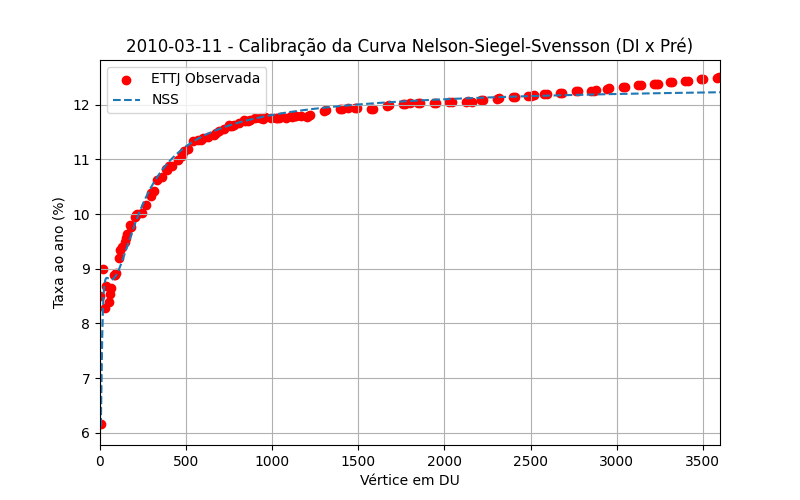 2010-03-11 - Calibração da Curva Nelson-Siegel-Svensson (DI x Pré)
ETTJ Observada
NSS
Taxa ao ano (%)
12
11
10
9
8
7
6
0 500 1000 1500 2000 2500 3000 3500
Vértice em DU